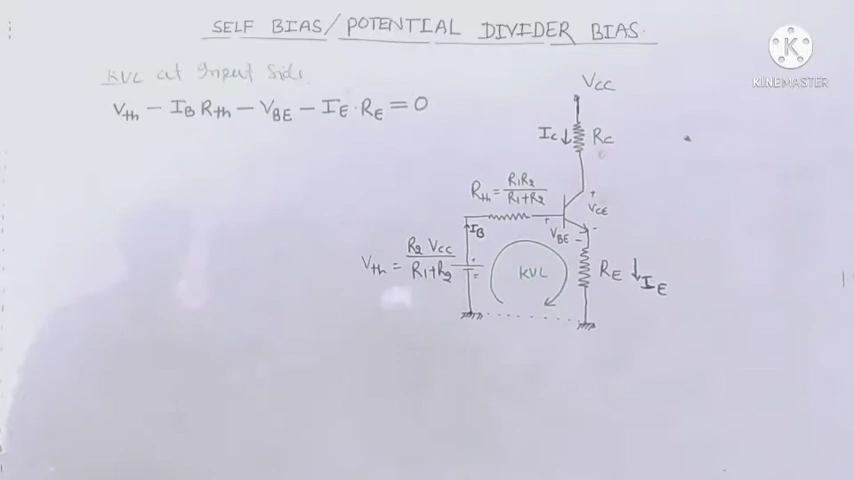 SELF BIAS/POTENTIAL DIVIDER BIAS.
KVL at Input Side.
Vth - IB Rth - VBE - IE · RE = 0
VCC
IC ↓ RC
Rth = R1R2 / R1+R2
+
VCE
-
IB
+
VBE -
Vth = R2 VCC / R1+R2
+
-
KVL
RE ↓ IE
K
KINEMASTER